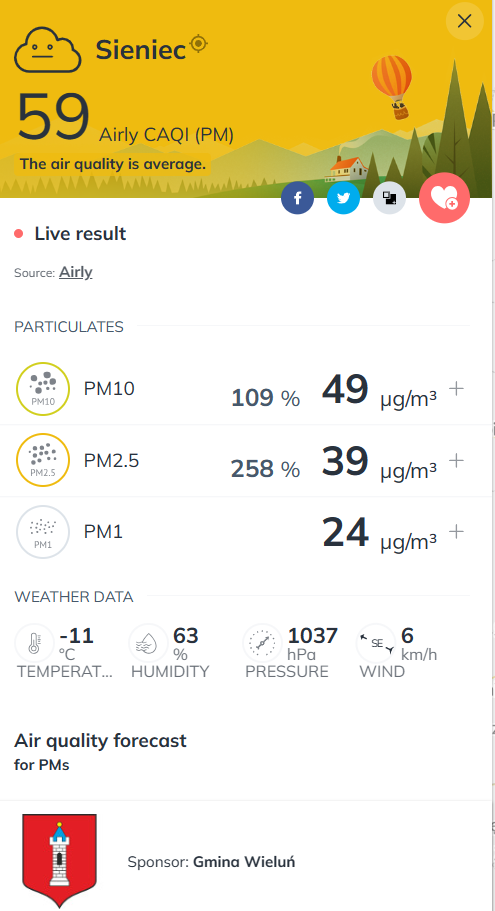 Sieniec
59 Airly CAQI (PM)
The air quality is average.
Live result
Source: Airly
PARTICULATES
PM10
PM10 109 % 49 µg/m³ +
PM2.5
PM2.5 258 % 39 µg/m³ +
PM1
PM1 24 µg/m³ +
WEATHER DATA
-11 °C TEMPERAT...
63 % HUMIDITY
1037 hPa PRESSURE
SE 6 km/h WIND
Air quality forecast
for PMs
Sponsor: Gmina Wieluń